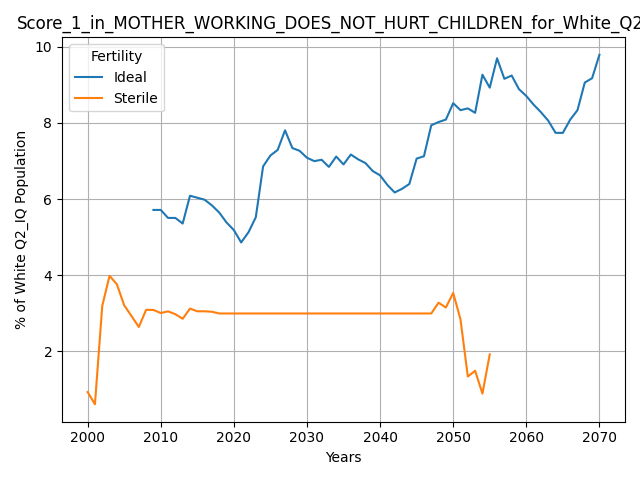 Score_1_in_MOTHER_WORKING_DOES_NOT_HURT_CHILDREN_for_White_Q2
Fertility
Ideal
Sterile
% of White Q2_IQ Population
10
8
6
4
2
2000 2010 2020 2030 2040 2050 2060 2070
Years